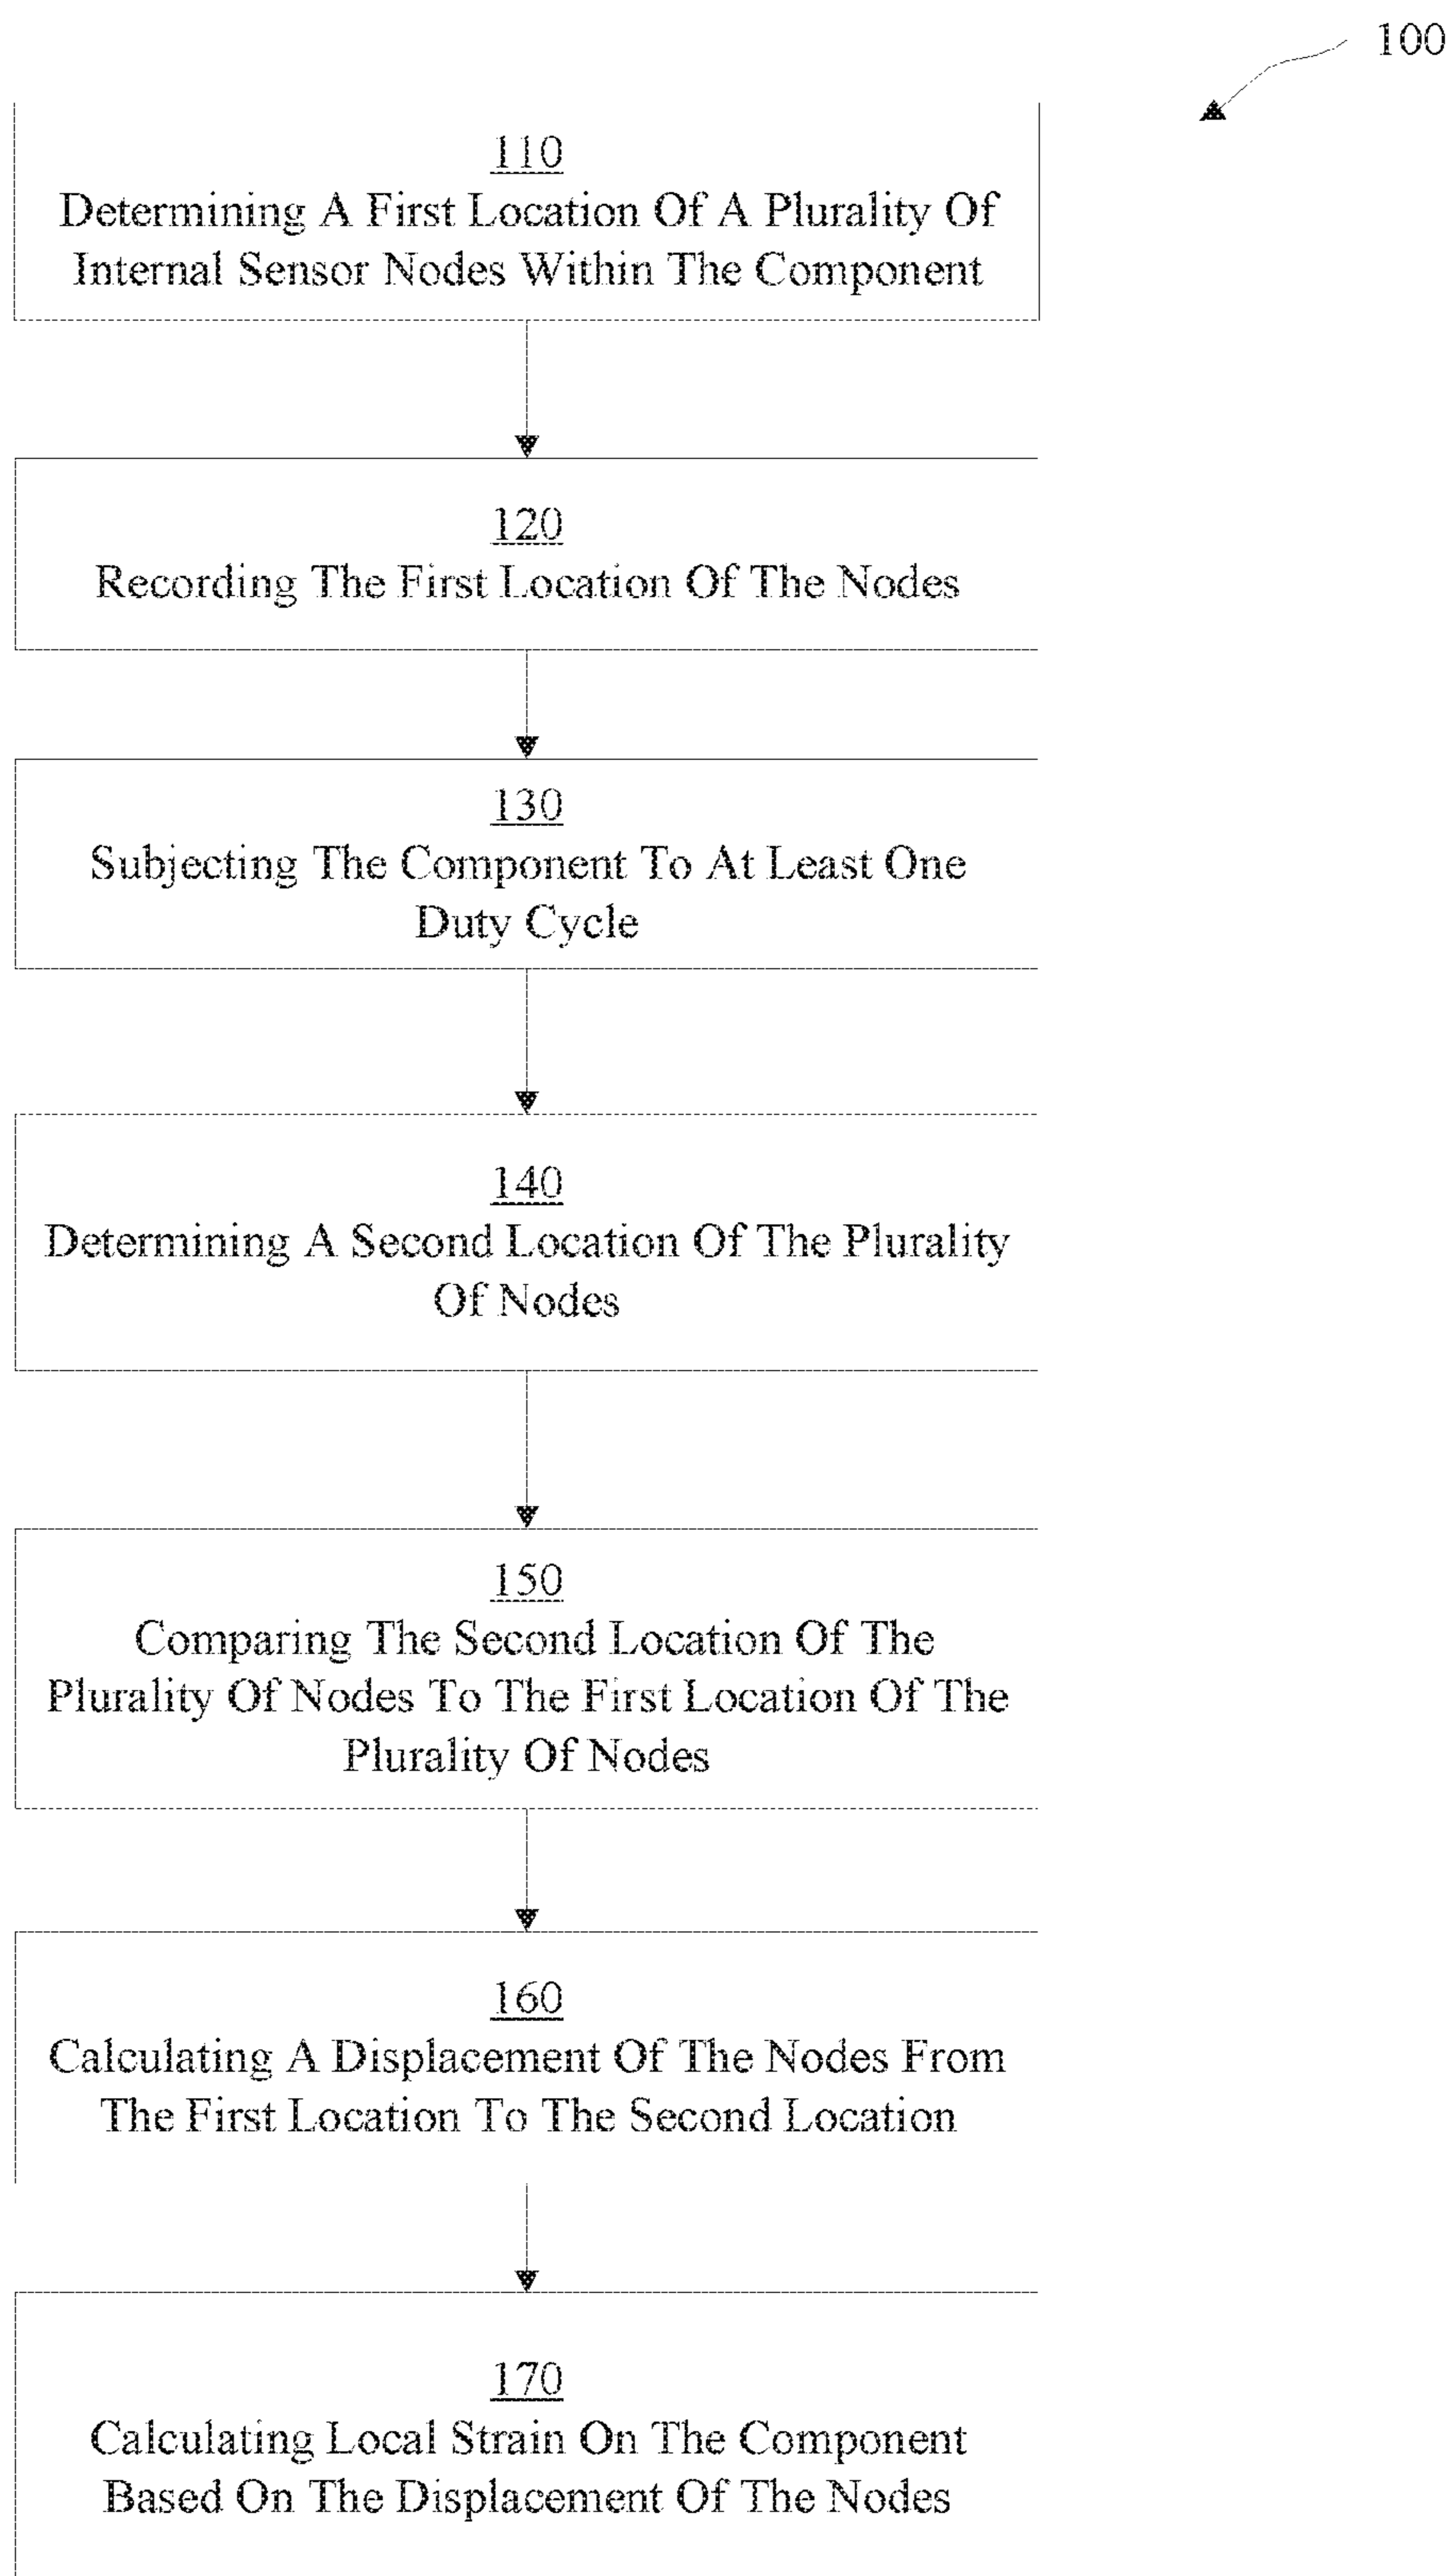 100
110
Determining A First Location Of A Plurality Of
Internal Sensor Nodes Within The Component
120
Recording The First Location Of The Nodes
130
Subjecting The Component To At Least One
Duty Cycle
140
Determining A Second Location Of The Plurality
Of Nodes
150
Comparing The Second Location Of The
Plurality Of Nodes To The First Location Of The
Plurality Of Nodes
160
Calculating A Displacement Of The Nodes From
The First Location To The Second Location
170
Calculating Local Strain On The Component
Based On The Displacement Of The Nodes